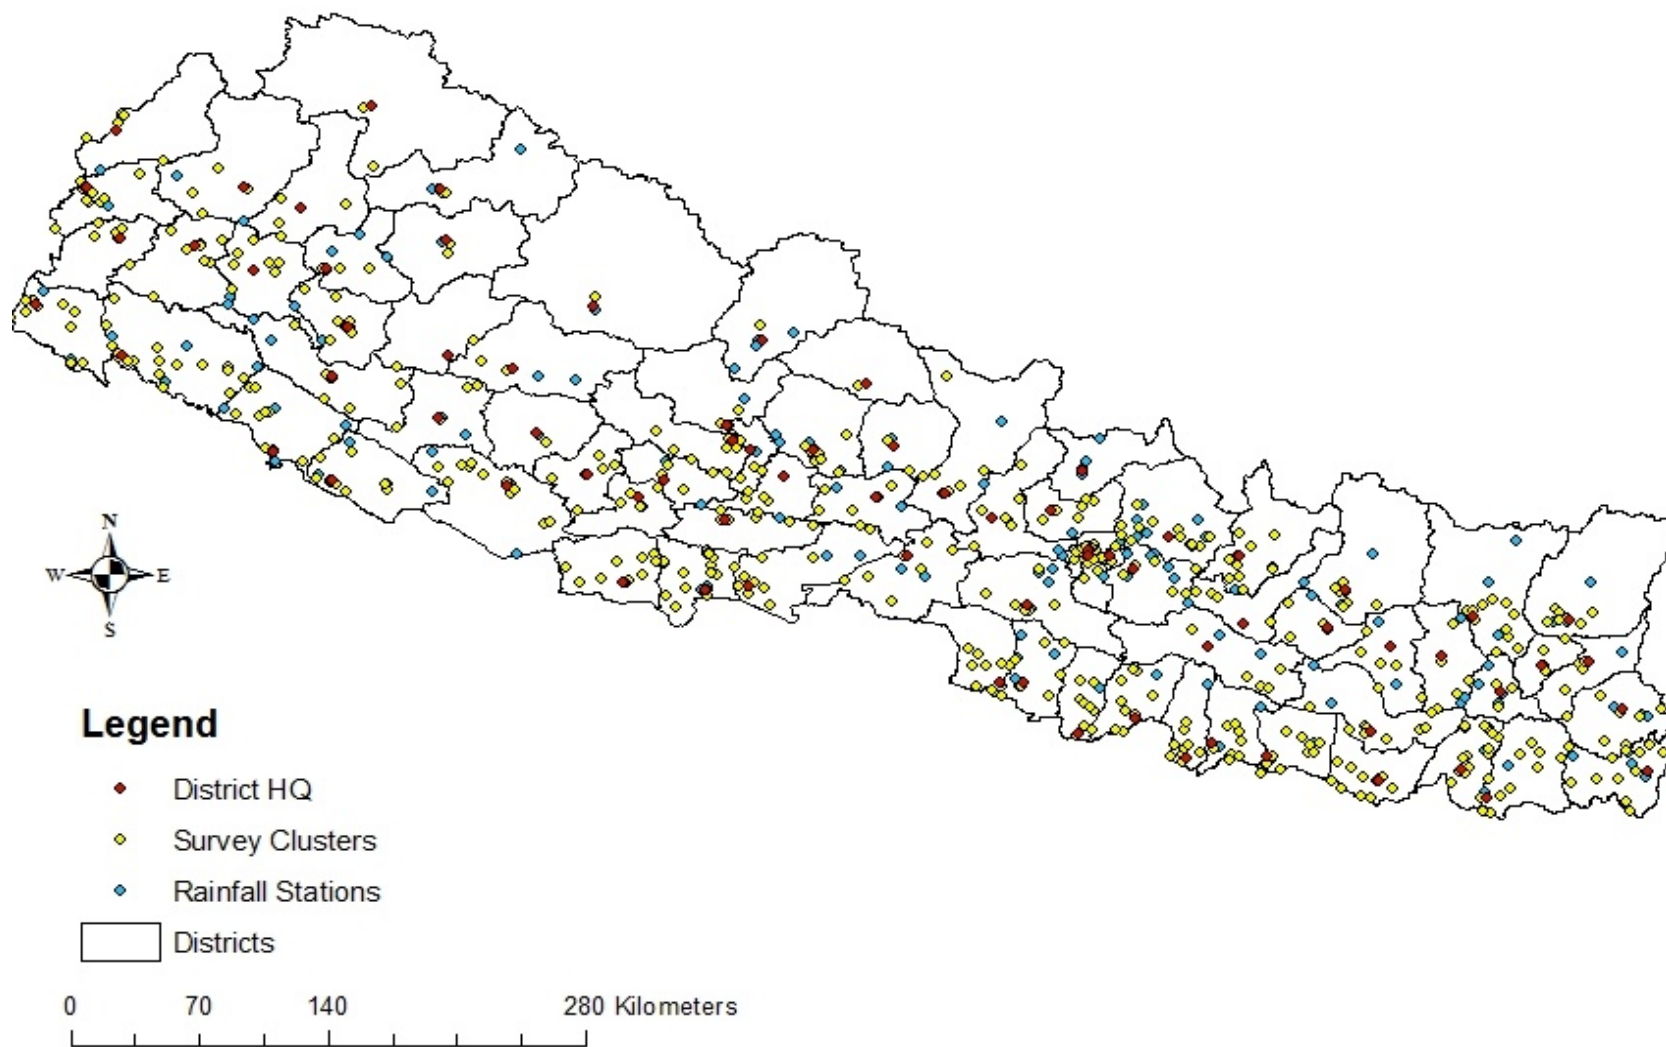 N
W E
S
Legend
District HQ
Survey Clusters
Rainfall Stations
Districts
0 70 140 280 Kilometers